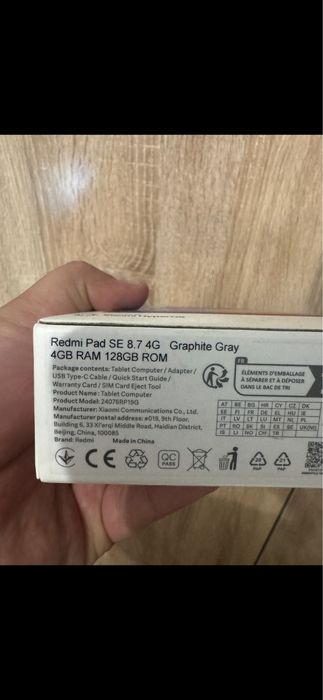 Redmi Pad SE 8.7 4G Graphite Gray
4GB RAM 128GB ROM
Package contents: Tablet Computer / Adapter /
USB Type-C Cable / Quick Start Guide /
Warranty Card / SIM Card Eject Tool
Product Name: Tablet Computer
Product Model: 24076RP19G
Manufacturer: Xiaomi Communications Co., Ltd.
Manufacturer postal address: #019, 9th Floor,
Building 6, 33 Xi'erqi Middle Road, Haidian District,
Beijing, China, 100085
Brand: Redmi Made in China
FR
ÉLÉMENTS D'EMBALLAGE
À SÉPARER ET À DÉPOSER
DANS LE BAC DE TRI
AT BE BG HR CY CZ DK
EE FI FR DE EL HU IE
IT LV LT LU MT NL PL
PT RO SK SI ES SE UK(NI)
IS LI NO CH TR
CE
QC
PASS
20
PAP
21
PAP